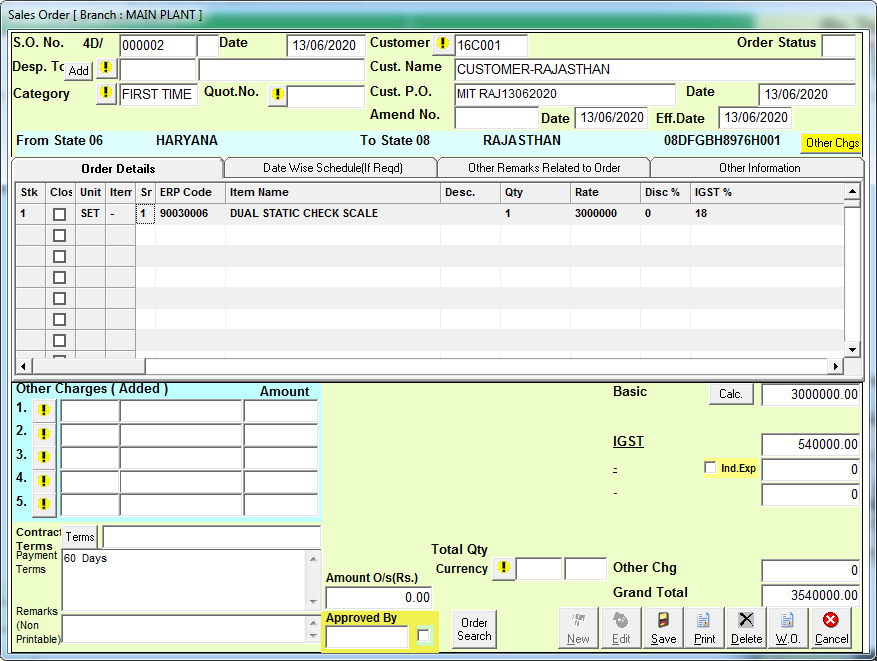 Sales Order [ Branch : MAIN PLANT ]
S.O. No. 4D/ 000002 Date 13/06/2020 Customer ! 16C001 Order Status
Desp. To Add ! Cust. Name CUSTOMER-RAJASTHAN
Category ! FIRST TIME Quot.No. ! Cust. P.O. MIT RAJ13062020 Date 13/06/2020
Amend No. Date 13/06/2020 Eff.Date 13/06/2020
From State 06 HARYANA To State 08 RAJASTHAN 08DFGBH8976H001 Other Chgs
Order Details Date Wise Schedule(If Reqd) Other Remarks Related to Order Other Information
Stk Clos Unit Item Sr ERP Code Item Name Desc. Qty Rate Disc % IGST %
1 SET - 1 90030006 DUAL STATIC CHECK SCALE 1 3000000 0 18
Other Charges ( Added ) Amount Basic Calc. 3000000.00
1. !
2. !
IGST 540000.00
3. !
- Ind.Exp 0
4. !
- 0
5. !
Contract Terms Terms
Payment Terms 60 Days
Total Qty
Currency ! Other Chg 0
Amount O/s(Rs.) Grand Total 3540000.00
0.00
Remarks (Non Printable)
Approved By
Order Search New Edit Save Print Delete W.O. Cancel